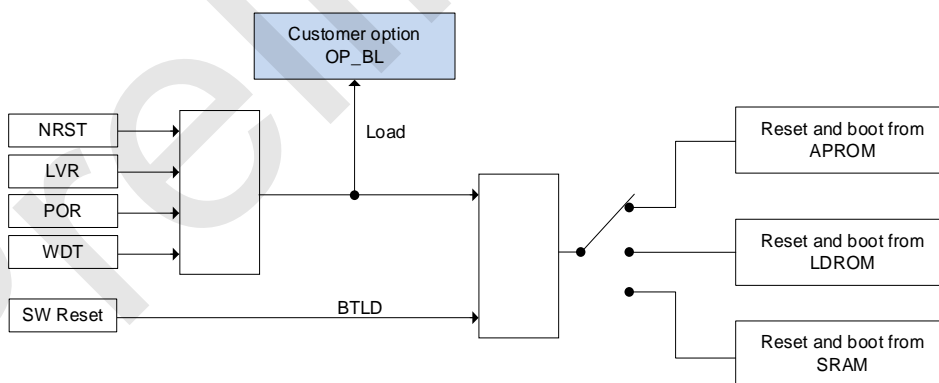 Customer option
OP_BL
NRST
LVR
POR
WDT
SW Reset
Load
BTLD
Reset and boot from
APROM
Reset and boot from
LDROM
Reset and boot from
SRAM